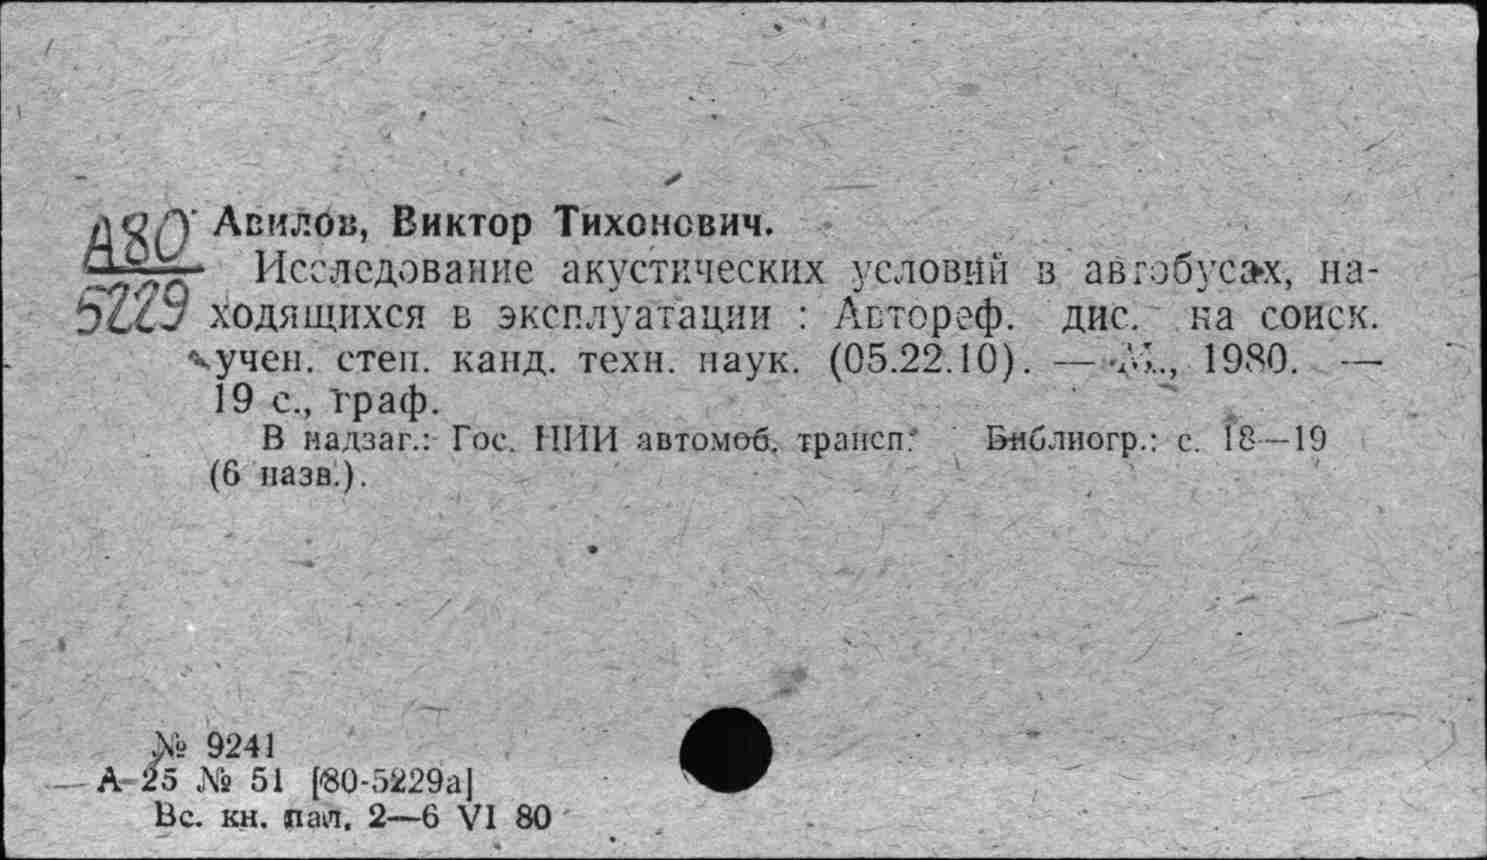 А80
5229
Авилов, Виктор Тихонович.
Исследование акустических условий в автобусах, на-
ходящихся в эксплуатации : Автореф. дис. на соиск.
учен. степ. канд. техн. наук. (05.22.10). — М., 1980. —
19 с., граф.
В надзаг.: Гос. НИИ автомоб. трансп. Библиогр.: с. 18—19
(6 назв.).
№ 9241
А-25 № 51 [80-5229а]
Вс. кн. пал. 2—6 VI 80